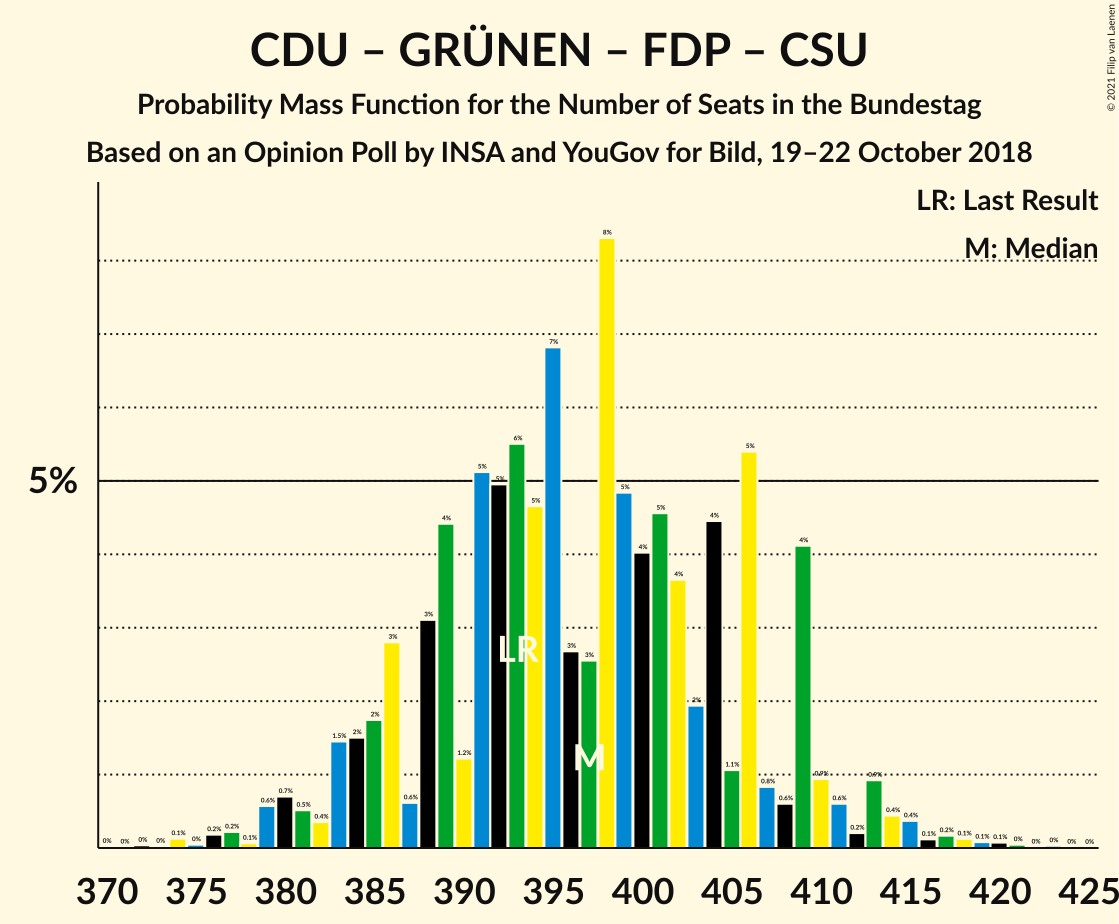 CDU – GRÜNEN – FDP – CSU
Probability Mass Function for the Number of Seats in the Bundestag
Based on an Opinion Poll by INSA and YouGov for Bild, 19–22 October 2018
© 2021 Filip van Laenen
LR: Last Result
M: Median
5%
0% 0% 0% 0% 0.1% 0% 0.2% 0.2% 0.1% 0.6% 0.7% 0.5% 0.4% 1.5% 2% 2% 3% 0.6% 3% 4% 1.2% 5% 5% 6% 5% 7% 3% 3% 8% 5% 4% 5% 4% 2% 4% 1.1% 5% 0.8% 0.6% 4% 0.9% 0.6% 0.2% 0.9% 0.4% 0.4% 0.1% 0.2% 0.1% 0.1% 0.1% 0% 0% 0% 0% 0%
LR
M
370 375 380 385 390 395 400 405 410 415 420 425